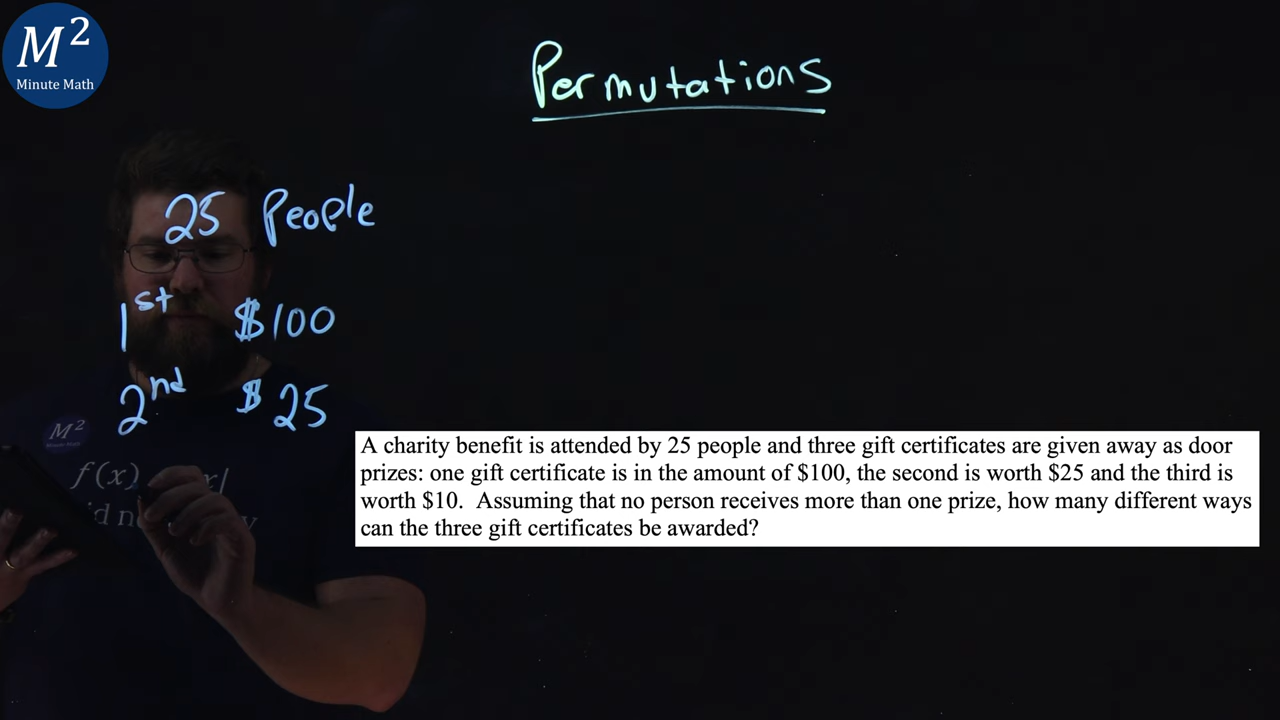 M²
Minute Math
Permutations
25 People
1st $100
2nd $25
M²
Minute Math
A charity benefit is attended by 25 people and three gift certificates are given away as door
prizes: one gift certificate is in the amount of $100, the second is worth $25 and the third is
worth $10. Assuming that no person receives more than one prize, how many different ways
can the three gift certificates be awarded?
f(x)